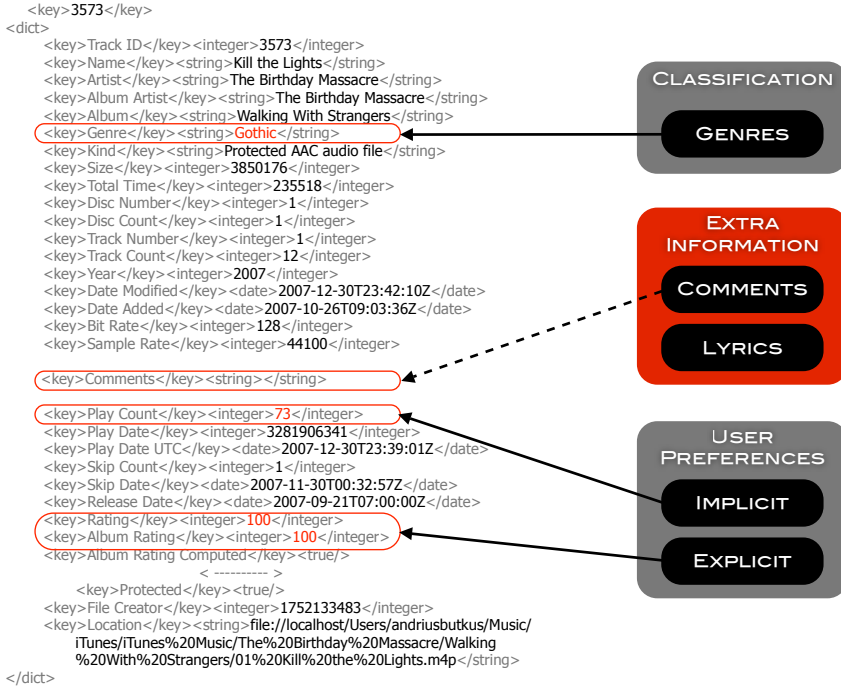 <key>3573</key>
<dict>
<key>Track ID</key><integer>3573</integer>
<key>Name</key><string>Kill the Lights</string>
<key>Artist</key><string>The Birthday Massacre</string>
<key>Album Artist</key><string>The Birthday Massacre</string>
<key>Album</key><string>Walking With Strangers</string>
<key>Genre</key><string>Gothic</string>
<key>Kind</key><string>Protected AAC audio file</string>
<key>Size</key><integer>3850176</integer>
<key>Total Time</key><integer>235518</integer>
<key>Disc Number</key><integer>1</integer>
<key>Disc Count</key><integer>1</integer>
<key>Track Number</key><integer>1</integer>
<key>Track Count</key><integer>12</integer>
<key>Year</key><integer>2007</integer>
<key>Date Modified</key><date>2007-12-30T23:42:10Z</date>
<key>Date Added</key><date>2007-10-26T09:03:36Z</date>
<key>Bit Rate</key><integer>128</integer>
<key>Sample Rate</key><integer>44100</integer>
<key>Comments</key><string></string>
<key>Play Count</key><integer>73</integer>
<key>Play Date</key><integer>3281906341</integer>
<key>Play Date UTC</key><date>2007-12-30T23:39:01Z</date>
<key>Skip Count</key><integer>1</integer>
<key>Skip Date</key><date>2007-11-30T00:32:57Z</date>
<key>Release Date</key><date>2007-09-21T07:00:00Z</date>
<key>Rating</key><integer>100</integer>
<key>Album Rating</key><integer>100</integer>
<key>Album Rating Computed</key><true/>
< ---------- >
<key>Protected</key><true/>
<key>File Creator</key><integer>1752133483</integer>
<key>Location</key><string>file://localhost/Users/andriusbutkus/Music/
iTunes/iTunes%20Music/The%20Birthday%20Massacre/Walking
%20With%20Strangers/01%20Kill%20the%20Lights.m4p</string>
</dict>
CLASSIFICATION
GENRES
EXTRA
INFORMATION
COMMENTS
LYRICS
USER
PREFERENCES
IMPLICIT
EXPLICIT